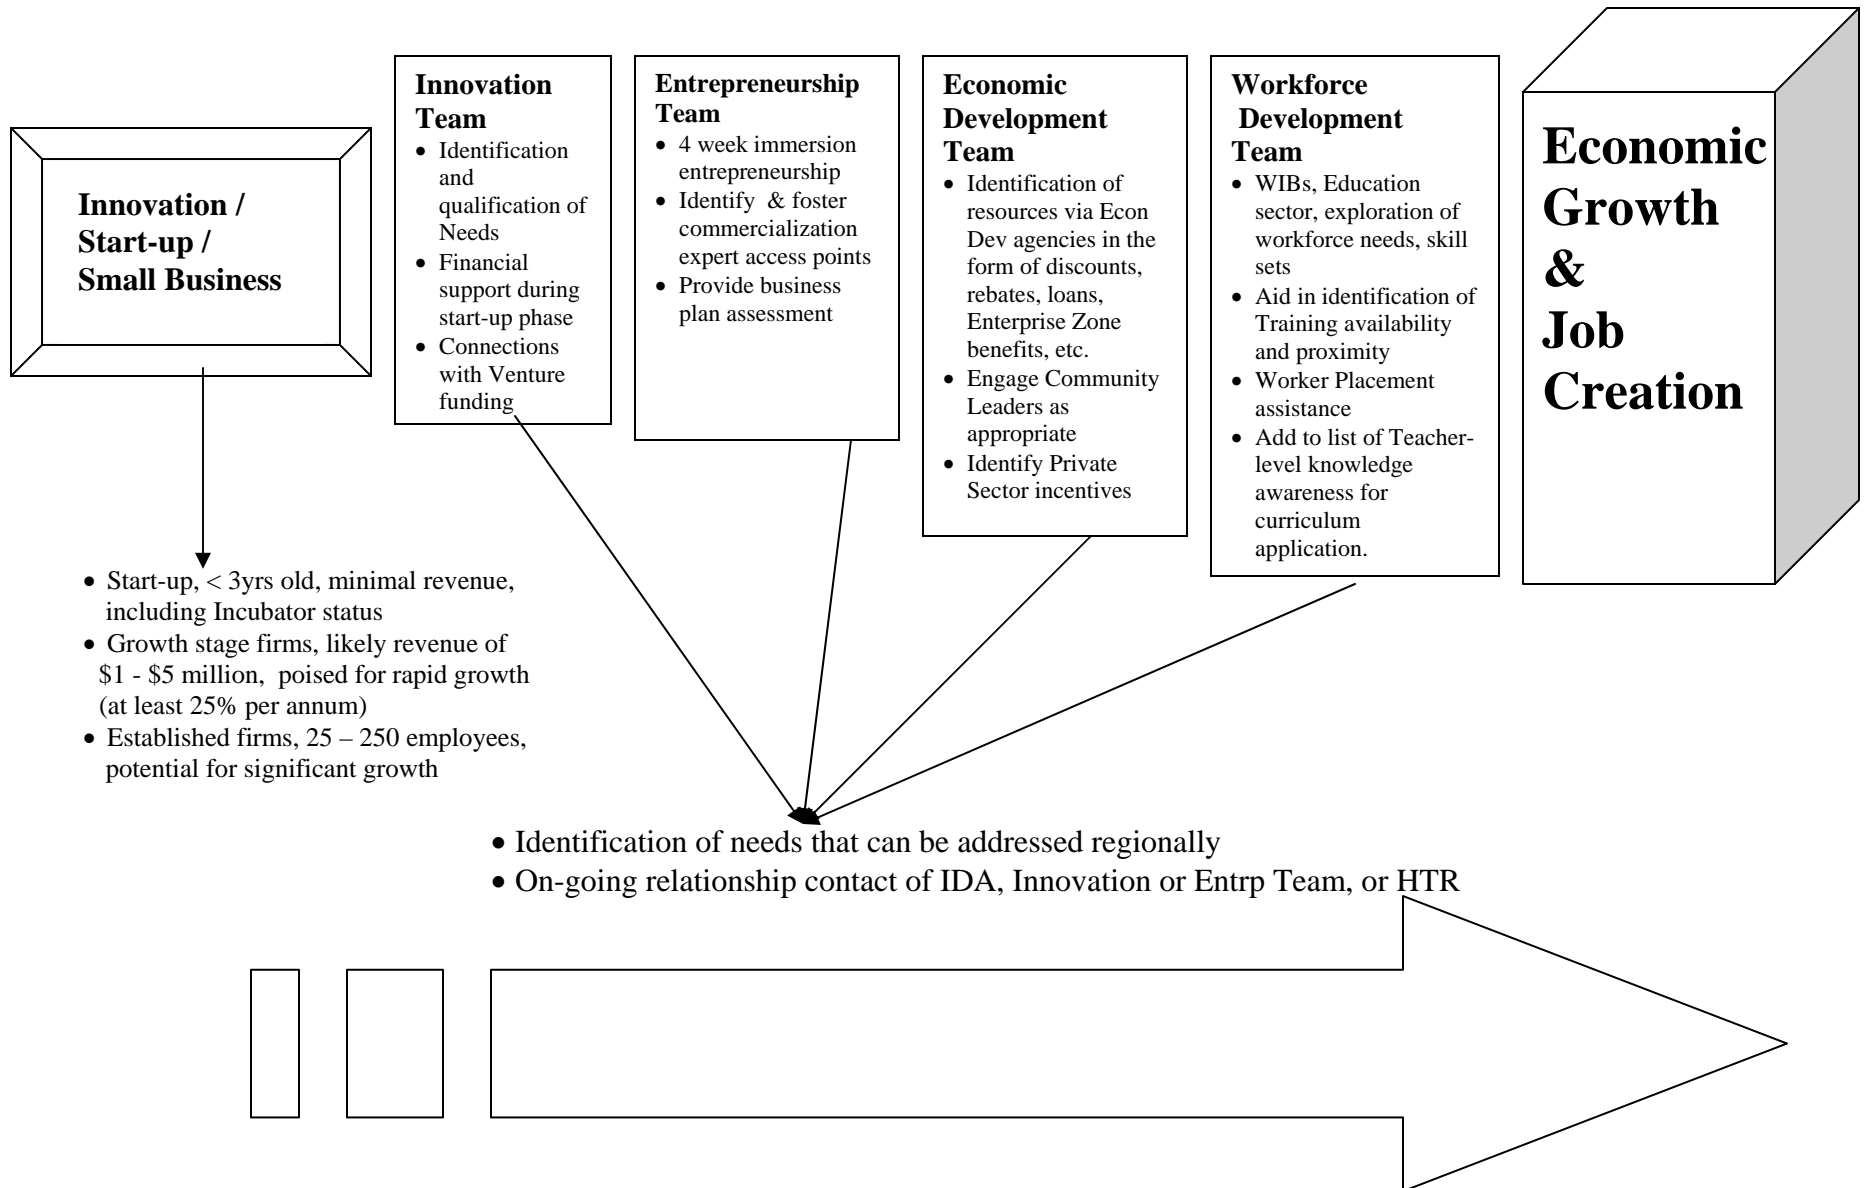 Innovation /
Start-up /
Small Business
Innovation
Team
• Identification
and
qualification of
Needs
• Financial
support during
start-up phase
• Connections
with Venture
funding
Entrepreneurship
Team
• 4 week immersion
entrepreneurship
• Identify & foster
commercialization
expert access points
• Provide business
plan assessment
Economic
Development
Team
• Identification of
resources via Econ
Dev agencies in the
form of discounts,
rebates, loans,
Enterprise Zone
benefits, etc.
• Engage Community
Leaders as
appropriate
• Identify Private
Sector incentives
Workforce
Development
Team
• WIBs, Education
sector, exploration of
workforce needs, skill
sets
• Aid in identification of
Training availability
and proximity
• Worker Placement
assistance
• Add to list of Teacher-
level knowledge
awareness for
curriculum
application.
Economic
Growth
&
Job
Creation
• Start-up, < 3yrs old, minimal revenue,
including Incubator status
• Growth stage firms, likely revenue of
$1 - $5 million, poised for rapid growth
(at least 25% per annum)
• Established firms, 25 – 250 employees,
potential for significant growth
• Identification of needs that can be addressed regionally
• On-going relationship contact of IDA, Innovation or Entrp Team, or HTR